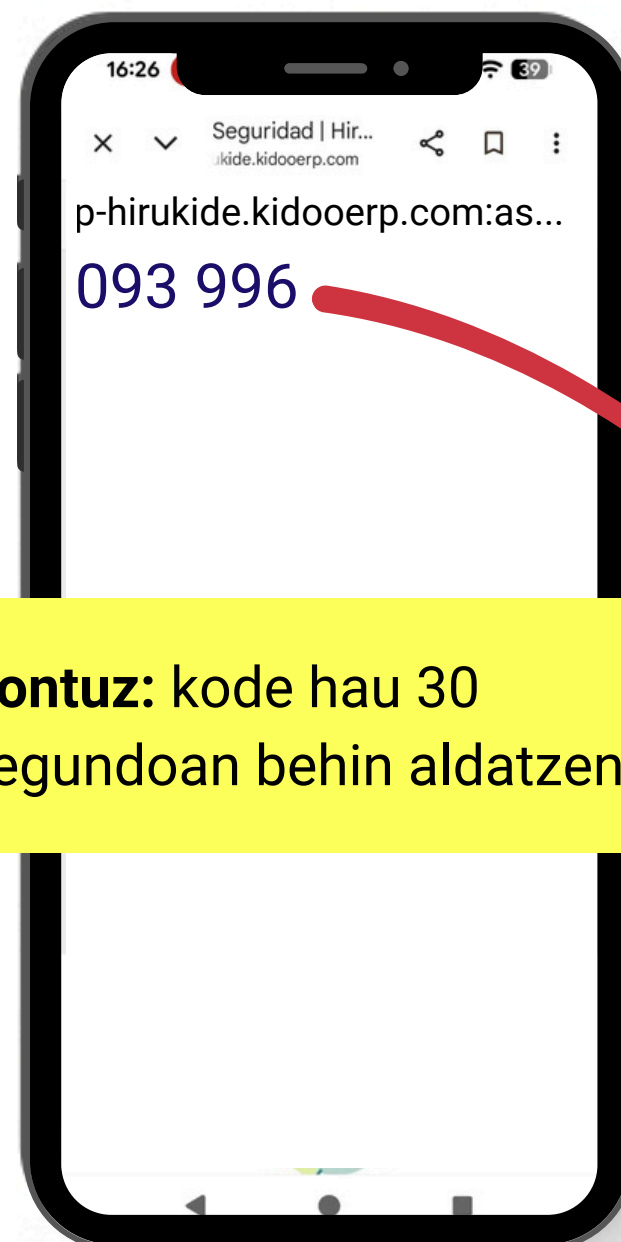 16:26
39
Seguridad | Hir...
ukide.kidooerp.com
p-hirukide.kidooerp.com:as...
093 996
ontuz: kode hau 30
egundoan behin aldatzen